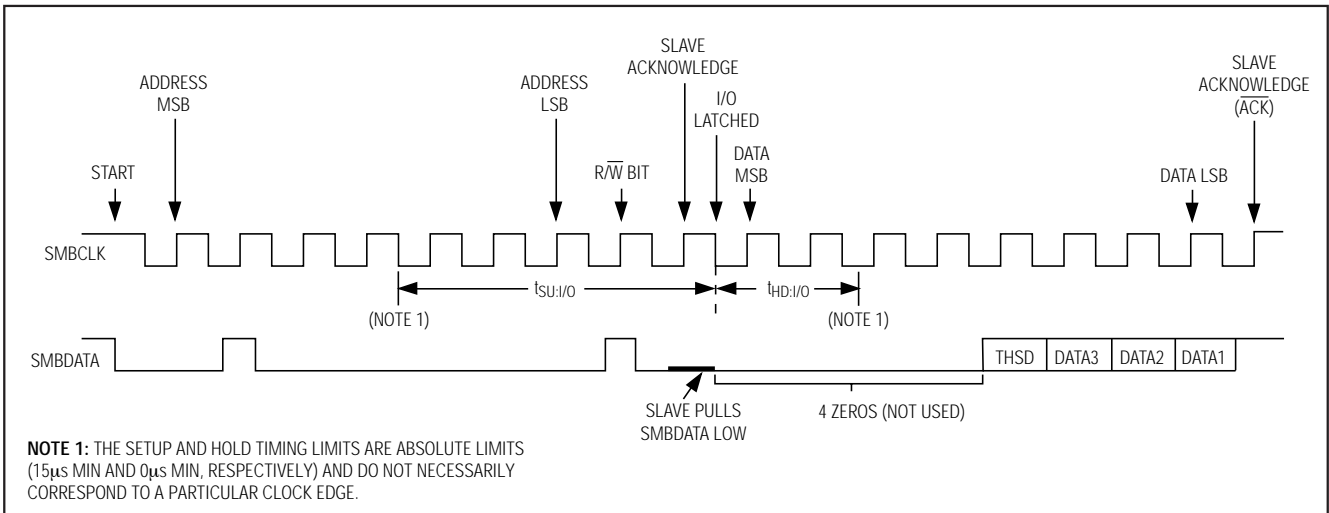 START
ADDRESS
MSB
ADDRESS
LSB
R/W̅ BIT
SLAVE
ACKNOWLEDGE
I/O
LATCHED
DATA
MSB
DATA LSB
SLAVE
ACKNOWLEDGE
(A̅C̅K̅)
SMBCLK
tSU:I/O
tHD:I/O
(NOTE 1)
(NOTE 1)
SMBDATA
THSD
DATA3
DATA2
DATA1
SLAVE PULLS
SMBDATA LOW
4 ZEROS (NOT USED)
NOTE 1: THE SETUP AND HOLD TIMING LIMITS ARE ABSOLUTE LIMITS
(15µs MIN AND 0µs MIN, RESPECTIVELY) AND DO NOT NECESSARILY
CORRESPOND TO A PARTICULAR CLOCK EDGE.